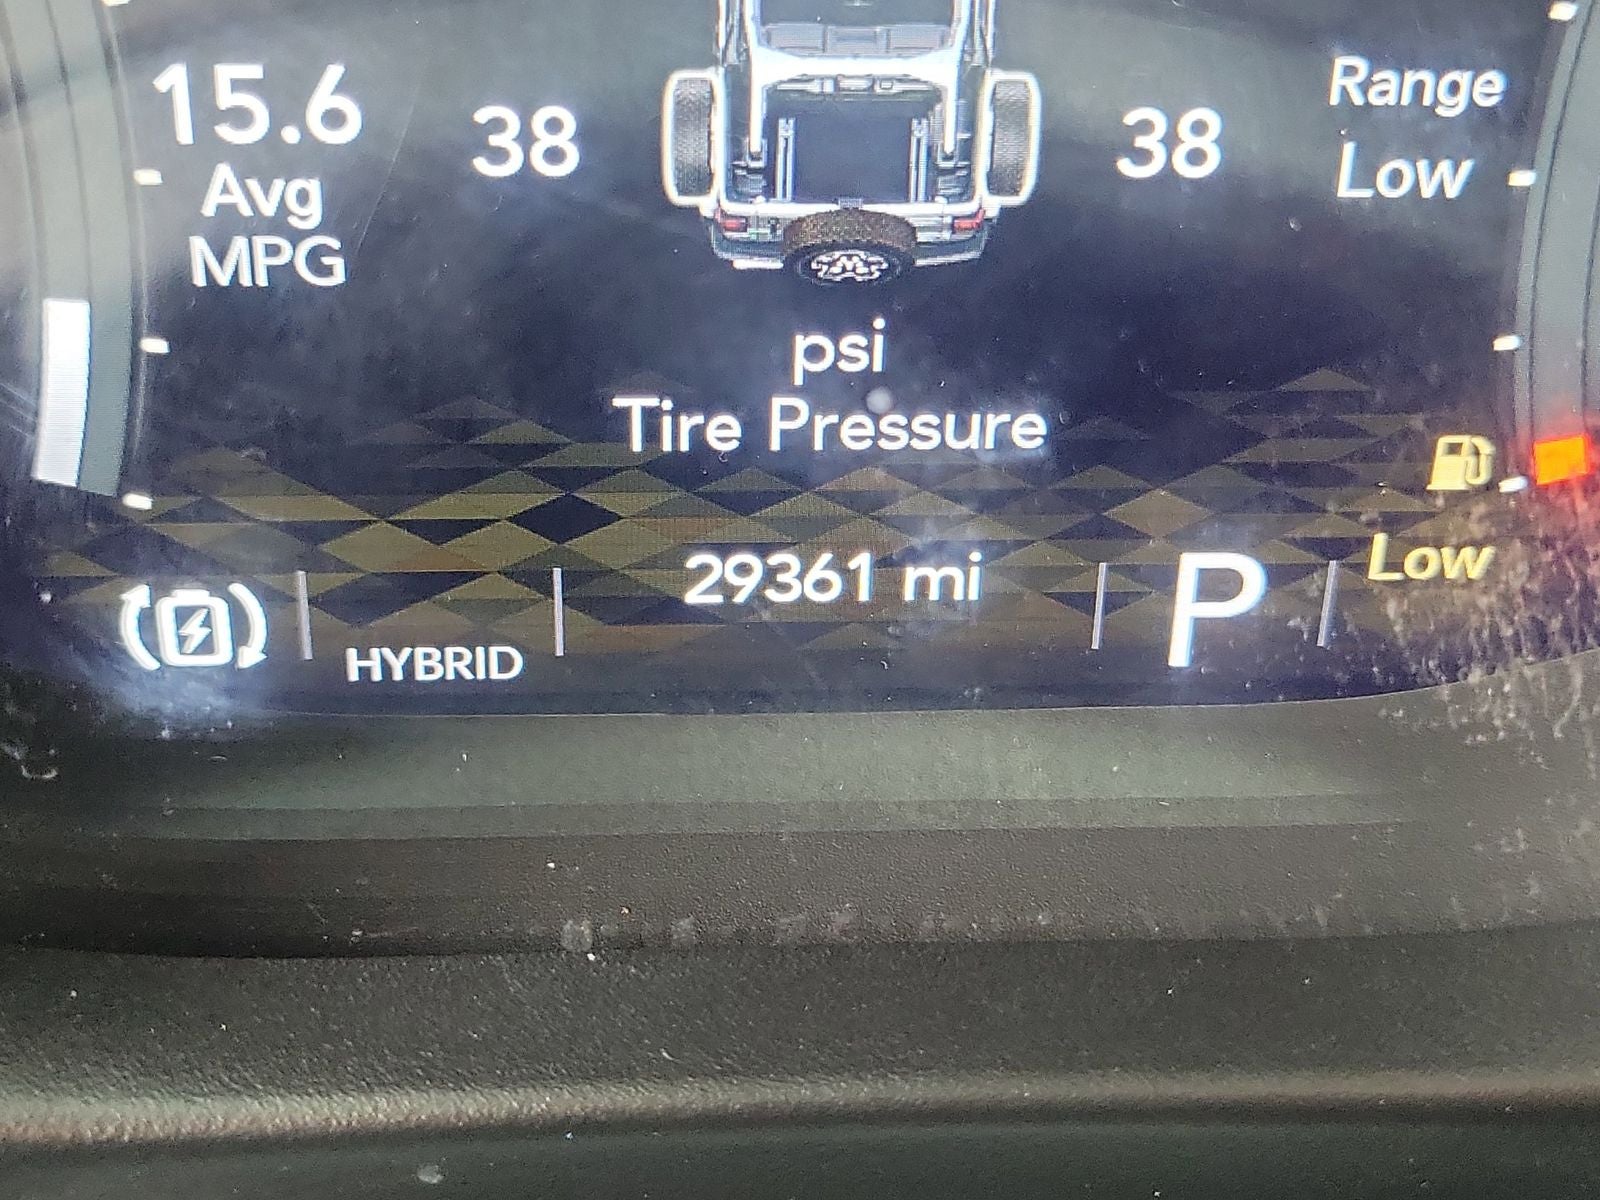 15.6
Avg
MPG
38
38
Range
Low
psi
Tire Pressure
29361 mi
HYBRID
P
Low